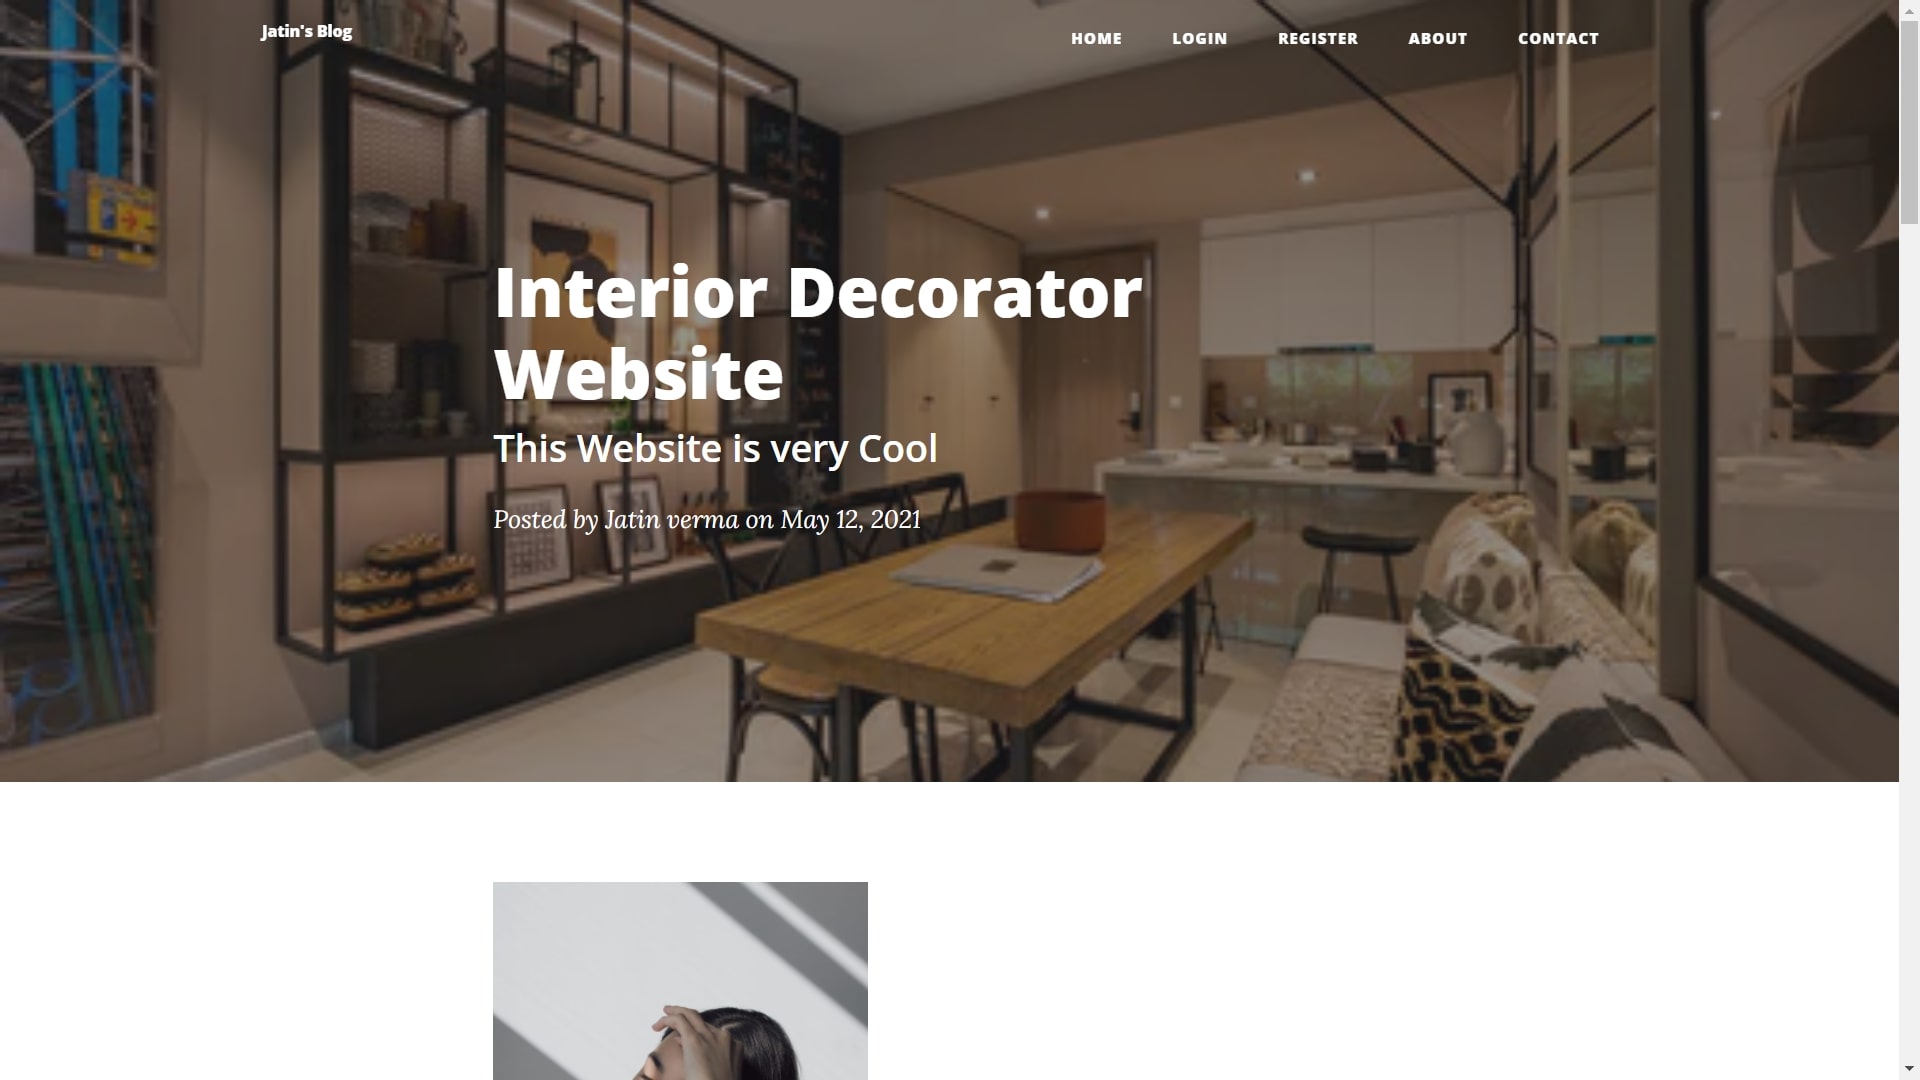 Jatin's Blog
HOME LOGIN REGISTER ABOUT CONTACT
Interior Decorator
Website
This Website is very Cool
Posted by Jatin verma on May 12, 2021